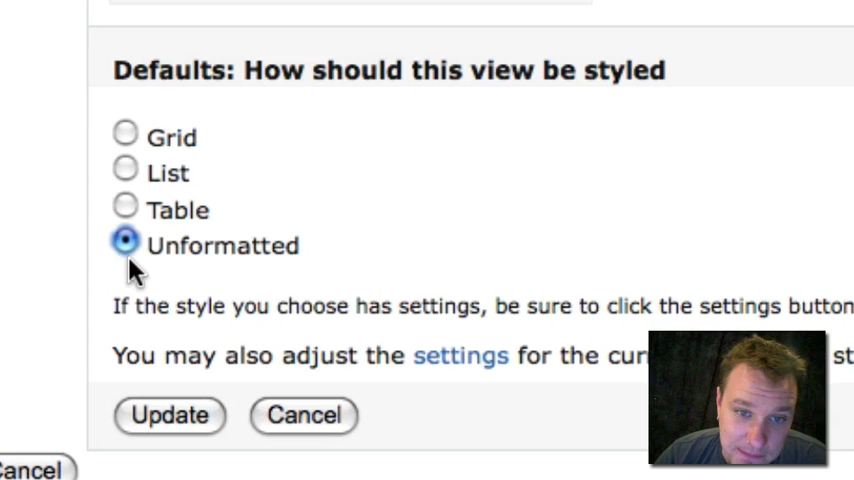 Defaults: How should this view be styled
Grid
List
Table
Unformatted
If the style you choose has settings, be sure to click the settings button
You may also adjust the settings for the cur st
Update Cancel
Cancel